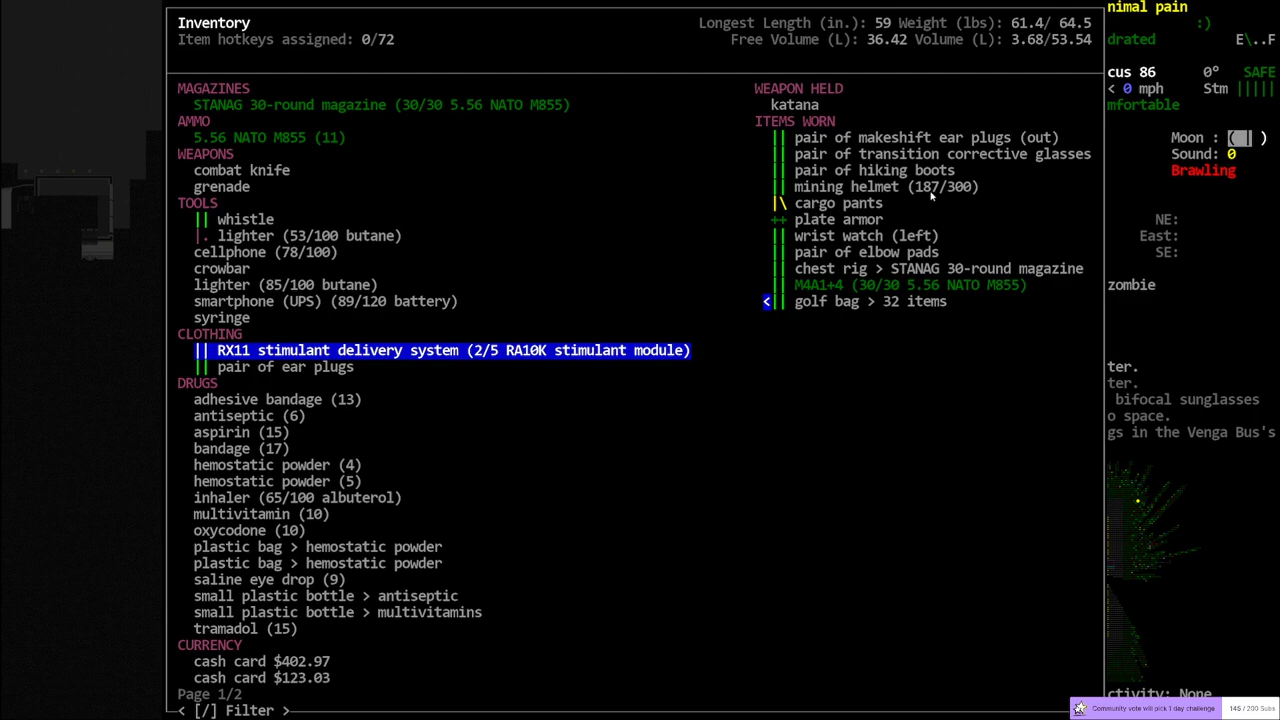 Inventory
Item hotkeys assigned: 0/72
Longest Length (in.): 59 Weight (lbs): 61.4/ 64.5
Free Volume (L): 36.42 Volume (L): 3.68/53.54
MAGAZINES
STANAG 30-round magazine (30/30 5.56 NATO M855)
AMMO
5.56 NATO M855 (11)
WEAPONS
combat knife
grenade
TOOLS
|| whistle
|. lighter (53/100 butane)
cellphone (78/100)
crowbar
lighter (85/100 butane)
smartphone (UPS) (89/120 battery)
syringe
CLOTHING
|| RX11 stimulant delivery system (2/5 RA10K stimulant module)
|| pair of ear plugs
DRUGS
adhesive bandage (13)
antiseptic (6)
aspirin (15)
bandage (17)
hemostatic powder (4)
hemostatic powder (5)
inhaler (65/100 albuterol)
multivitamin (10)
oxycodone (10)
plastic bag > hemostatic powder
plastic bag > hemostatic powder
saline eye drop (9)
small plastic bottle > antiseptic
small plastic bottle > multivitamins
tramadol (15)
CURRENCY
cash card $402.97
cash card $123.03
Page 1/2
< [/] Filter >
WEAPON HELD
katana
ITEMS WORN
|| pair of makeshift ear plugs (out)
|| pair of transition corrective glasses
|| pair of hiking boots
|| mining helmet (187/300)
|\ cargo pants
++ plate armor
|| wrist watch (left)
|| pair of elbow pads
|| chest rig > STANAG 30-round magazine
|| M4A1+4 (30/30 5.56 NATO M855)
<|| golf bag > 32 items
nimal pain
:)
drated E\..F
cus 86 0° SAFE
< 0 mph Stm |||||
mfortable
Moon : ( )
Sound: 0
Brawling
NE:
East:
SE:
zombie
ter.
ter.
bifocal sunglasses
o space.
gs in the Venga Bus's
ctivity: None
Community vote will pick 1 day challenge 145 / 200 Subs